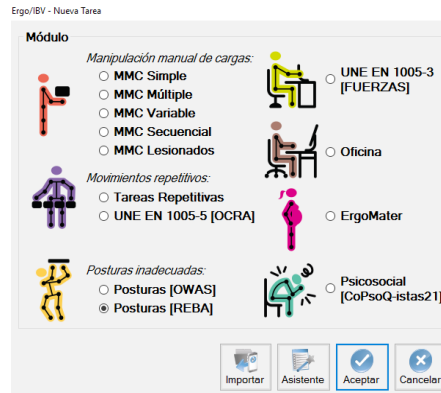 Ergo/IBV - Nueva Tarea
Módulo
Manipulación manual de cargas:
MMC Simple
MMC Múltiple
MMC Variable
MMC Secuencial
MMC Lesionados
Movimientos repetitivos:
Tareas Repetitivas
UNE EN 1005-5 [OCRA]
Posturas inadecuadas:
Posturas [OWAS]
Posturas [REBA]
UNE EN 1005-3
[FUERZAS]
Oficina
ErgoMater
Psicosocial
[CoPsoQ-istas21]
Importar
Asistente
Aceptar
Cancelar